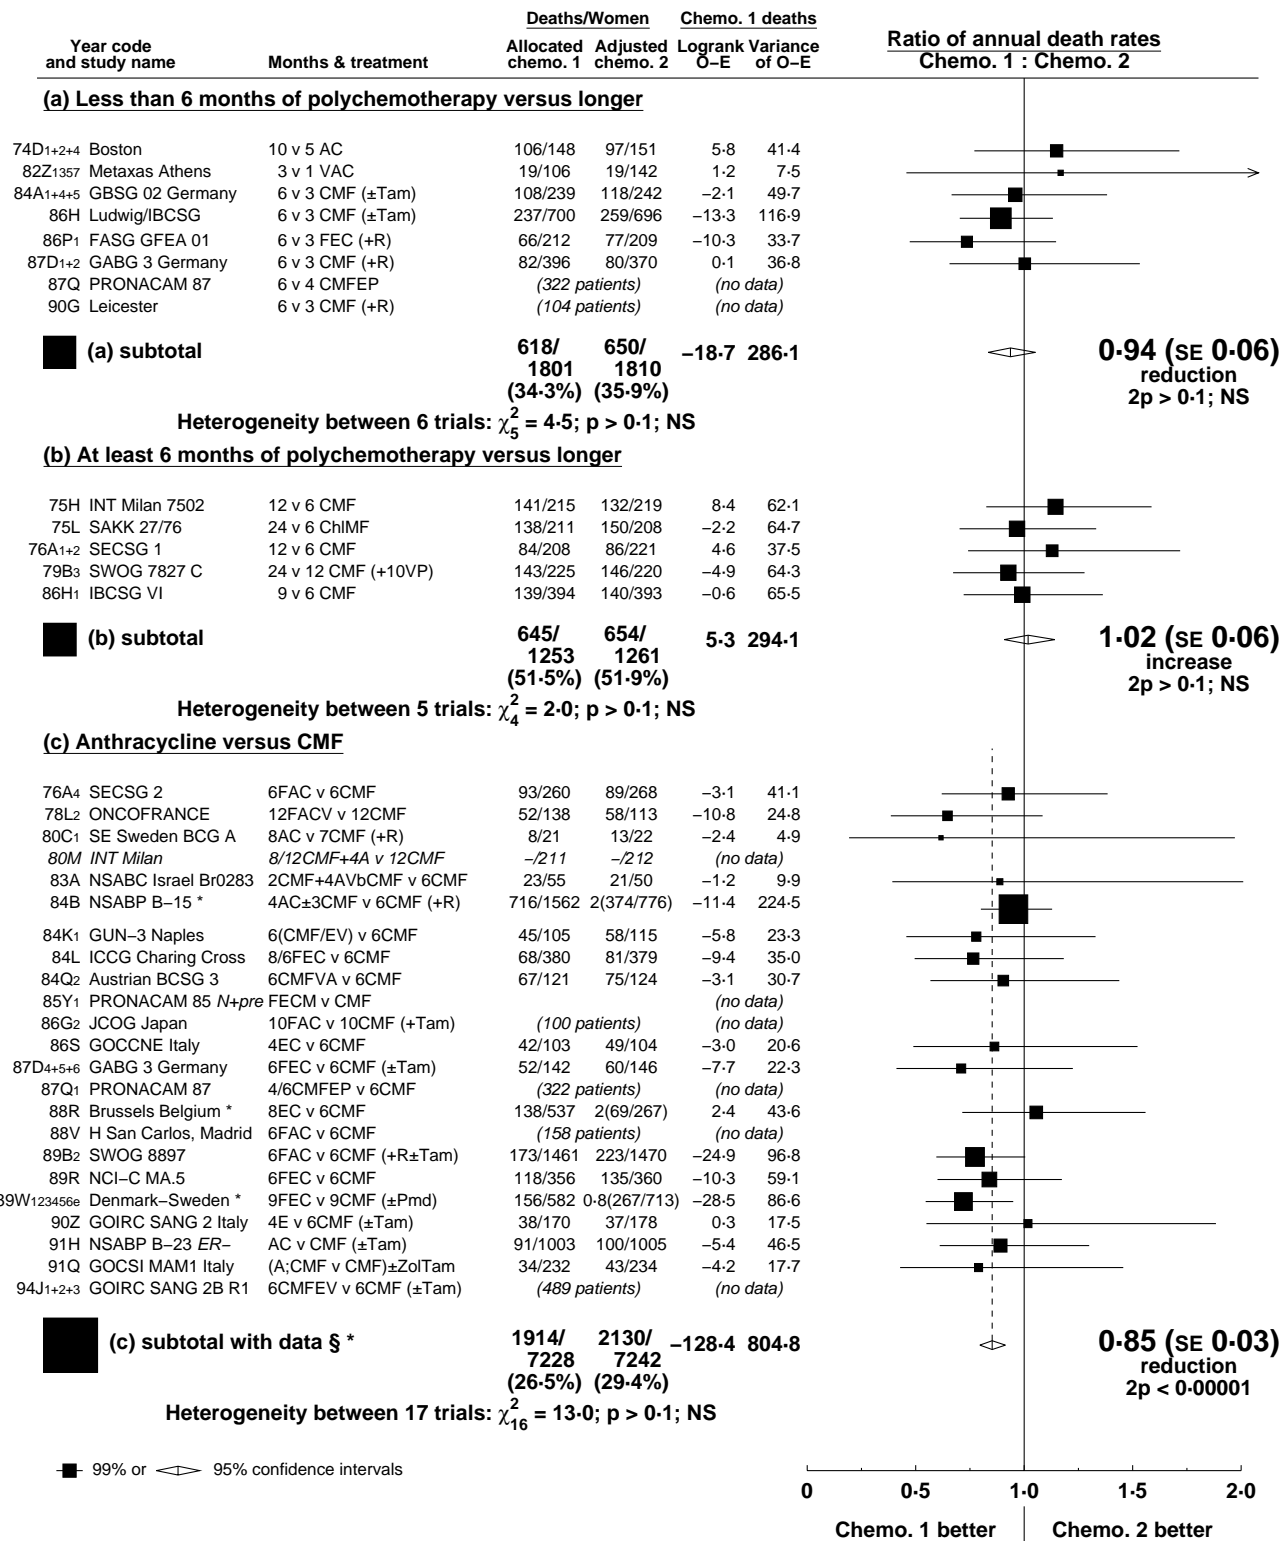 Deaths/Women Chemo. 1 deaths
Year code and study name Months & treatment Allocated chemo. 1 Adjusted chemo. 2 Logrank O–E Variance of O–E Ratio of annual death rates Chemo. 1 : Chemo. 2
(a) Less than 6 months of polychemotherapy versus longer
74D1+2+4 Boston 10 v 5 AC 106/148 97/151 5·8 41·4
82Z1357 Metaxas Athens 3 v 1 VAC 19/106 19/142 1·2 7·5
84A1+4+5 GBSG 02 Germany 6 v 3 CMF (±Tam) 108/239 118/242 –2·1 49·7
86H Ludwig/IBCSG 6 v 3 CMF (±Tam) 237/700 259/696 –13·3 116·9
86P1 FASG GFEA 01 6 v 3 FEC (+R) 66/212 77/209 –10·3 33·7
87D1+2 GABG 3 Germany 6 v 3 CMF (+R) 82/396 80/370 0·1 36·8
87Q PRONACAM 87 6 v 4 CMFEP (322 patients) (no data)
90G Leicester 6 v 3 CMF (+R) (104 patients) (no data)
(a) subtotal 618/1801 (34·3%) 650/1810 (35·9%) –18·7 286·1 0·94 (SE 0·06) reduction 2p > 0·1; NS
Heterogeneity between 6 trials: χ²₅ = 4·5; p > 0·1; NS
(b) At least 6 months of polychemotherapy versus longer
75H INT Milan 7502 12 v 6 CMF 141/215 132/219 8·4 62·1
75L SAKK 27/76 24 v 6 ChlMF 138/211 150/208 –2·2 64·7
76A1+2 SECSG 1 12 v 6 CMF 84/208 86/221 4·6 37·5
79B3 SWOG 7827 C 24 v 12 CMF (+10VP) 143/225 146/220 –4·9 64·3
86H1 IBCSG VI 9 v 6 CMF 139/394 140/393 –0·6 65·5
(b) subtotal 645/1253 (51·5%) 654/1261 (51·9%) 5·3 294·1 1·02 (SE 0·06) increase 2p > 0·1; NS
Heterogeneity between 5 trials: χ²₄ = 2·0; p > 0·1; NS
(c) Anthracycline versus CMF
76A4 SECSG 2 6FAC v 6CMF 93/260 89/268 –3·1 41·1
78L2 ONCOFRANCE 12FACV v 12CMF 52/138 58/113 –10·8 24·8
80C1 SE Sweden BCG A 8AC v 7CMF (+R) 8/21 13/22 –2·4 4·9
80M INT Milan 8/12CMF+4A v 12CMF –/211 –/212 (no data)
83A NSABC Israel Br0283 2CMF+4AVbCMF v 6CMF 23/55 21/50 –1·2 9·9
84B NSABP B–15 * 4AC±3CMF v 6CMF (+R) 716/1562 2(374/776) –11·4 224·5
84K1 GUN–3 Naples 6(CMF/EV) v 6CMF 45/105 58/115 –5·8 23·3
84L ICCG Charing Cross 8/6FEC v 6CMF 68/380 81/379 –9·4 35·0
84Q2 Austrian BCSG 3 6CMFVA v 6CMF 67/121 75/124 –3·1 30·7
85Y1 PRONACAM 85 N+pre FECM v CMF (no data)
86G2 JCOG Japan 10FAC v 10CMF (+Tam) (100 patients) (no data)
86S GOCCNE Italy 4EC v 6CMF 42/103 49/104 –3·0 20·6
87D4+5+6 GABG 3 Germany 6FEC v 6CMF (±Tam) 52/142 60/146 –7·7 22·3
87Q1 PRONACAM 87 4/6CMFEP v 6CMF (322 patients) (no data)
88R Brussels Belgium * 8EC v 6CMF 138/537 2(69/267) 2·4 43·6
88V H San Carlos, Madrid 6FAC v 6CMF (158 patients) (no data)
89B2 SWOG 8897 6FAC v 6CMF (+R±Tam) 173/1461 223/1470 –24·9 96·8
89R NCI–C MA.5 6FEC v 6CMF 118/356 135/360 –10·3 59·1
39W123456e Denmark–Sweden * 9FEC v 9CMF (±Pmd) 156/582 0·8(267/713) –28·5 86·6
90Z GOIRC SANG 2 Italy 4E v 6CMF (±Tam) 38/170 37/178 0·3 17·5
91H NSABP B–23 ER– AC v CMF (±Tam) 91/1003 100/1005 –5·4 46·5
91Q GOCSI MAM1 Italy (A;CMF v CMF)±ZolTam 34/232 43/234 –4·2 17·7
94J1+2+3 GOIRC SANG 2B R1 6CMFEV v 6CMF (±Tam) (489 patients) (no data)
(c) subtotal with data § * 1914/7228 (26·5%) 2130/7242 (29·4%) –128·4 804·8 0·85 (SE 0·03) reduction 2p < 0·00001
Heterogeneity between 17 trials: χ²₁₆ = 13·0; p > 0·1; NS
99% or 95% confidence intervals
0 0·5 1·0 1·5 2·0
Chemo. 1 better Chemo. 2 better